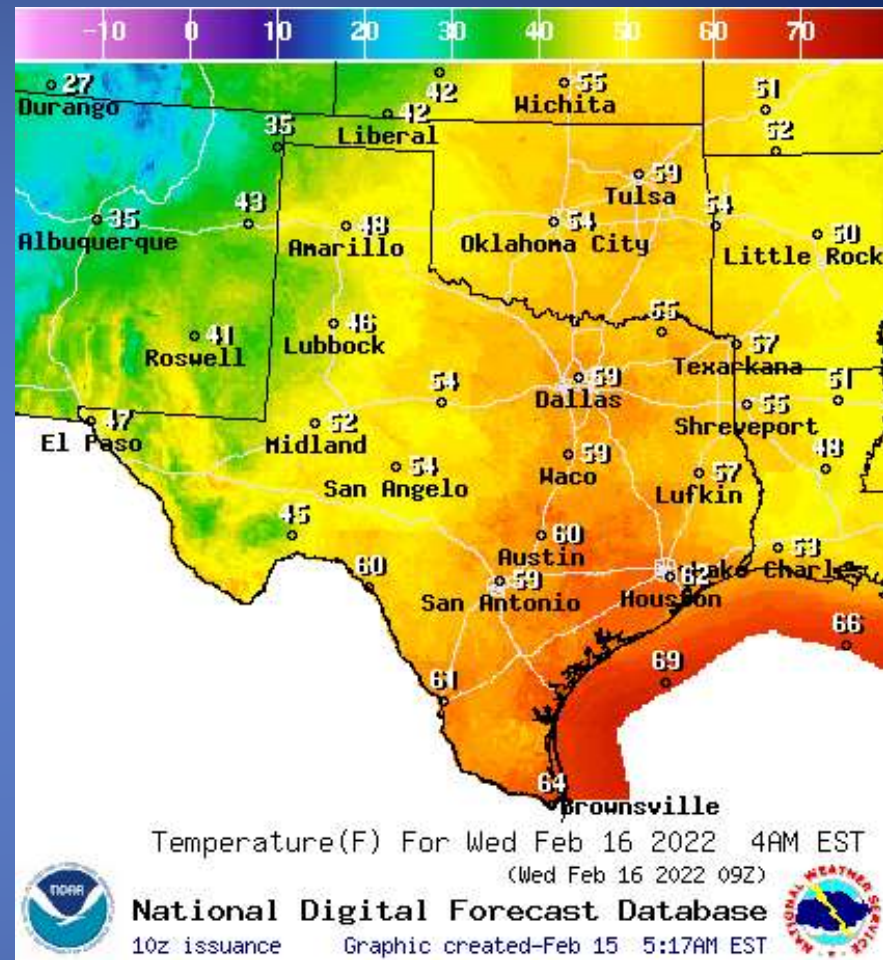 -10 0 10 20 30 40 50 60 70
27
Durango
42
42
Liberal
55
Wichita
51
52
35
35
Albuquerque
43
Amarillo
59
Tulsa
54
Oklahoma City
54
50
Little Rock
41
Roswell
46
Lubbock
55
57
Texarkana
47
El Paso
52
Midland
54
59
Dallas
55
Shreveport
51
54
San Angelo
59
Waco
57
Lufkin
48
45
60
Austin
53
Lake Charles
60
59
San Antonio
62
Houston
66
69
61
64
Brownsville
Temperature(F) For Wed Feb 16 2022 4AM EST
(Wed Feb 16 2022 09Z)
National Digital Forecast Database
10z issuance Graphic created-Feb 15 5:17AM EST
NOAA
NATIONAL WEATHER SERVICE